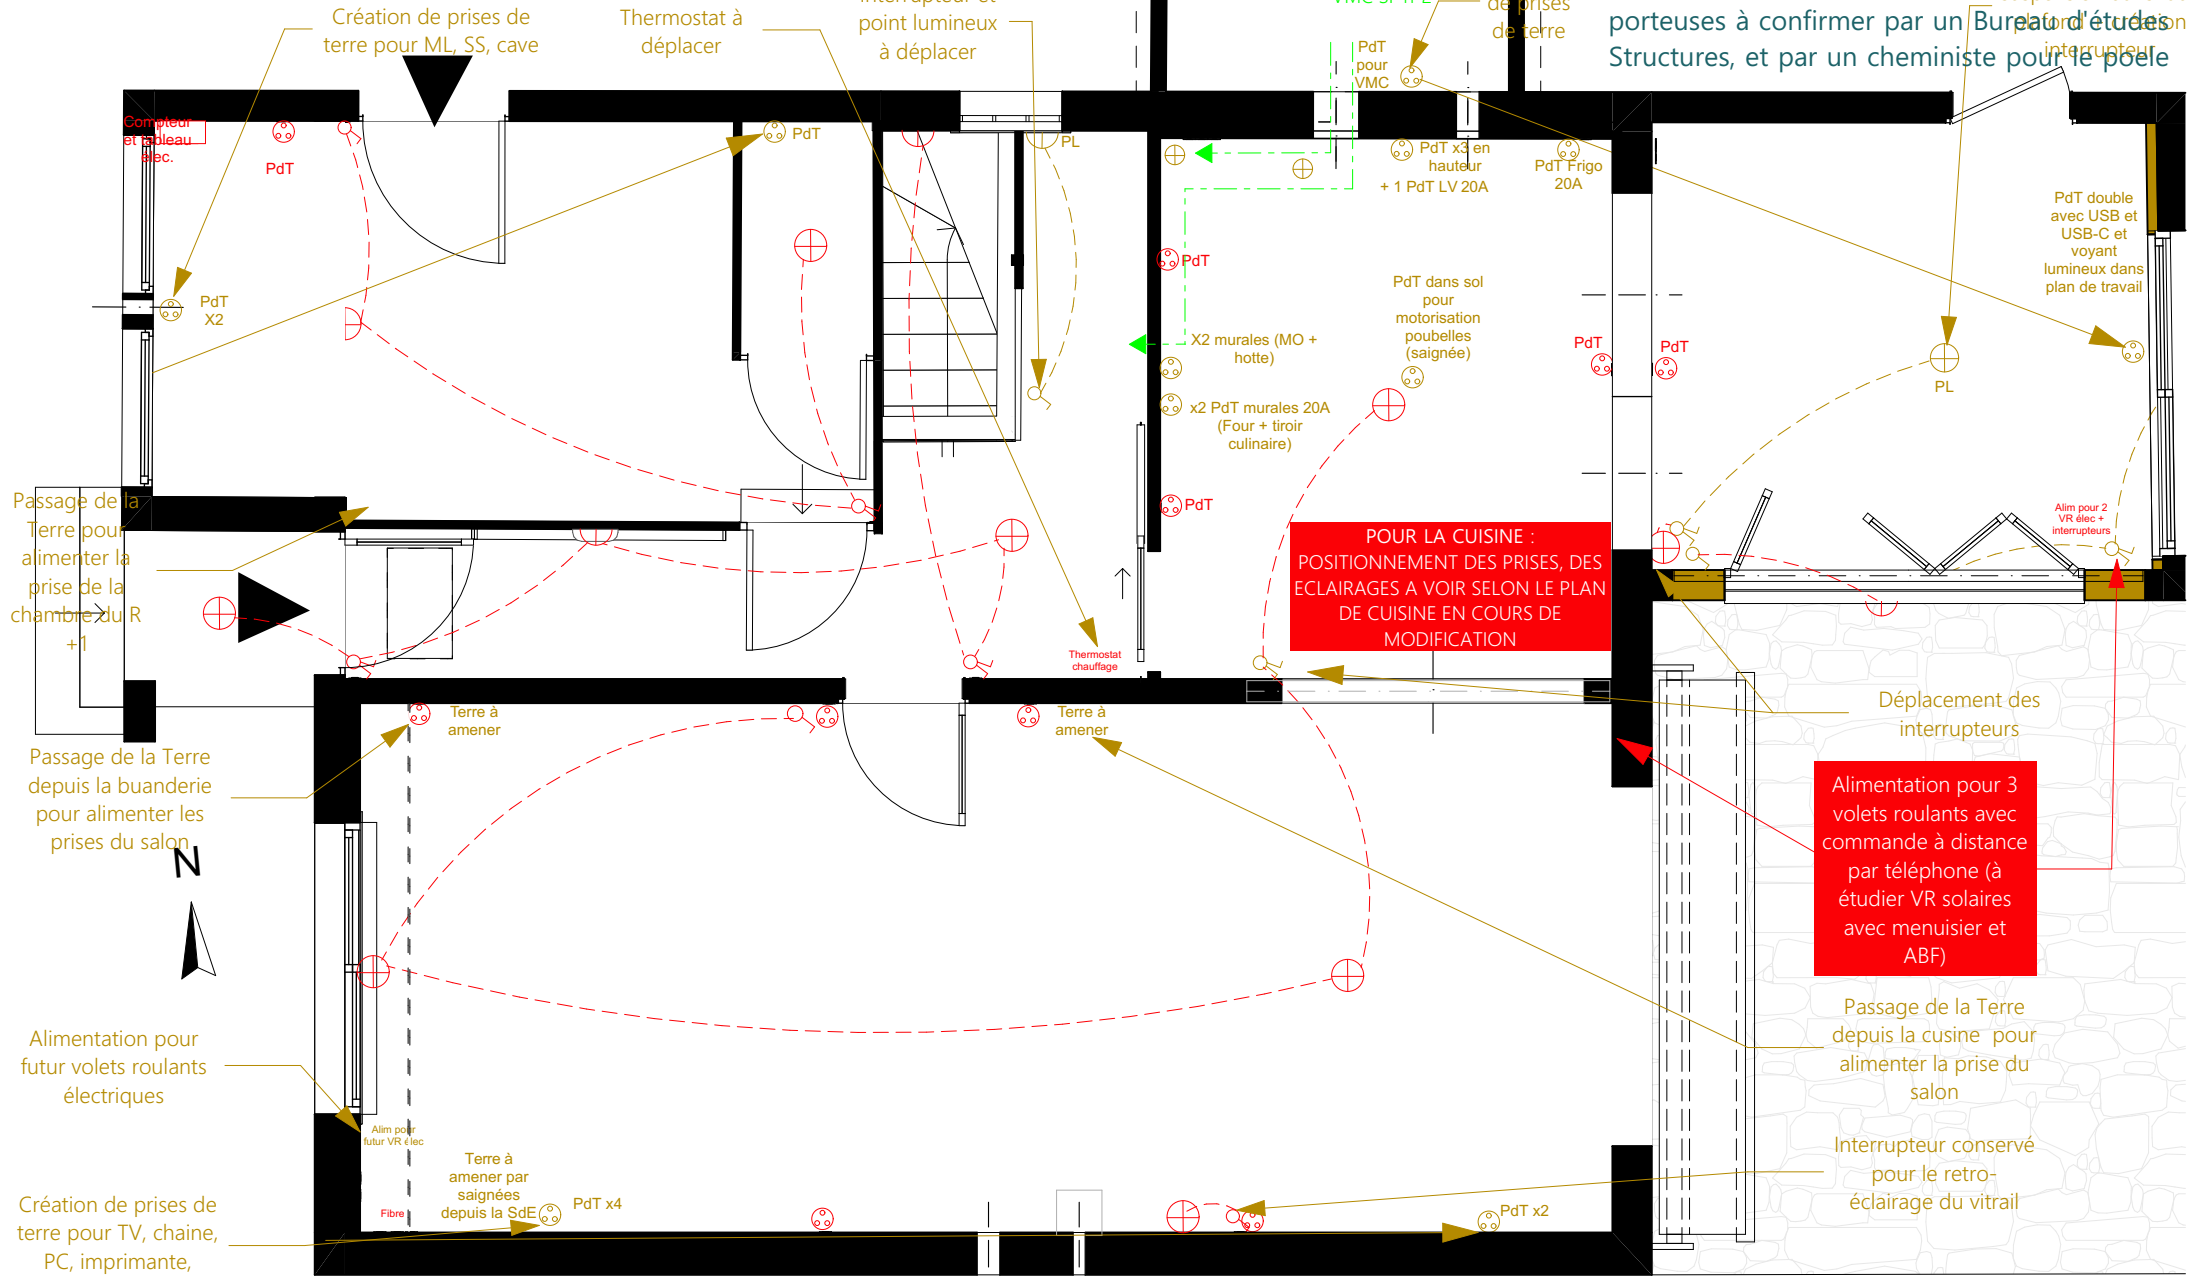 Création de prises de
terre pour ML, SS, cave
Thermostat à
déplacer
point lumineux
à déplacer
de prises
de terre
porteuses à confirmer par un Bureau d'études
Structures, et par un cheministe pour le poêle
plafond + création
interrupteur
PdT
pour
VMC
Compteur
et tableau
élec.
PdT
PdT
PL
PdT x3 en
hauteur
+ 1 PdT LV 20A
PdT Frigo
20A
PdT double
avec USB et
USB-C et
voyant
lumineux dans
plan de travail
PdT
X2
PdT
PdT dans sol
pour
motorisation
poubelles
(saignée)
X2 murales (MO +
hotte)
PdT
PdT
PL
x2 PdT murales 20A
(Four + tiroir
culinaire)
PdT
Passage de la
Terre pour
alimenter la
prise de la
chambre du R
+1
POUR LA CUISINE :
POSITIONNEMENT DES PRISES, DES
ECLAIRAGES A VOIR SELON LE PLAN
DE CUISINE EN COURS DE
MODIFICATION
Alim pour 2
VR élec +
interrupteurs
Thermostat
chauffage
Terre à
amener
Terre à
amener
Déplacement des
interrupteurs
Passage de la Terre
depuis la buanderie
pour alimenter les
prises du salon
N
Alimentation pour 3
volets roulants avec
commande à distance
par téléphone (à
étudier VR solaires
avec menuisier et
ABF)
Passage de la Terre
depuis la cusine pour
alimenter la prise du
salon
Alimentation pour
futur volets roulants
électriques
Alim pour
futur VR élec
Interrupteur conservé
pour le retro-
éclairage du vitrail
Terre à
amener par
saignées
depuis la SdE
PdT x4
Fibre
PdT x2
Création de prises de
terre pour TV, chaine,
PC, imprimante,